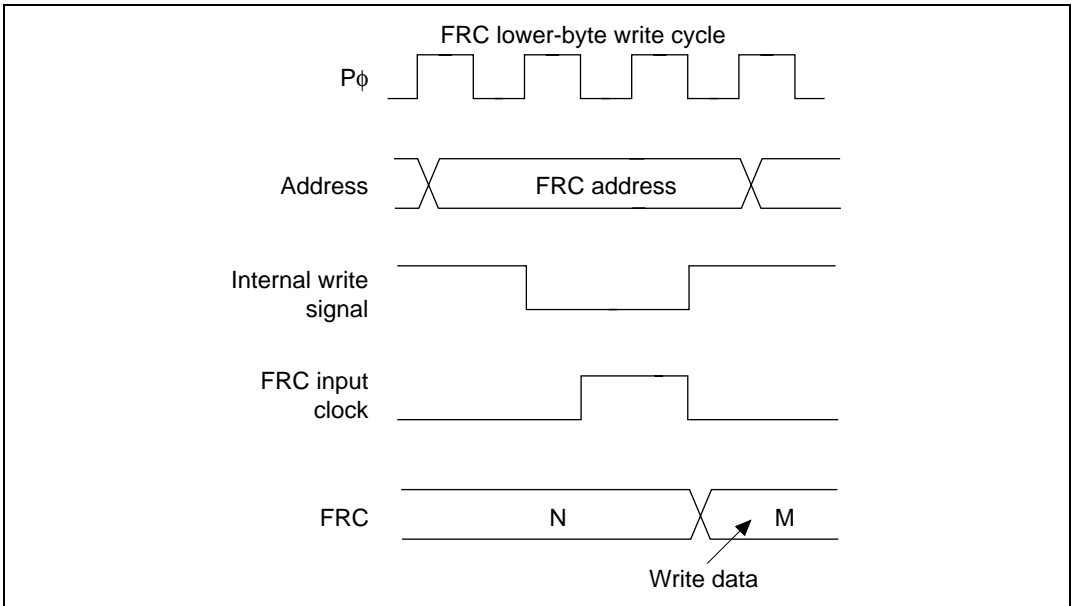 FRC lower-byte write cycle
Pϕ
Address
FRC address
Internal write
signal
FRC input
clock
FRC
N
M
Write data